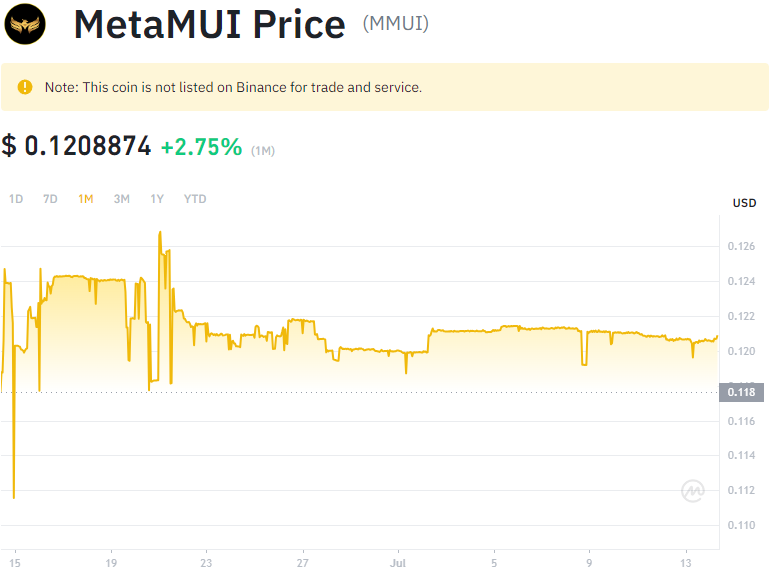 MetaMUI Price (MMUI)
Note: This coin is not listed on Binance for trade and service.
$ 0.1208874 +2.75% (1M)
1D 7D 1M 3M 1Y YTD
USD
0.126
0.124
0.122
0.120
0.118
0.116
0.114
0.112
0.110
15 19 23 27 Jul 5 9 13